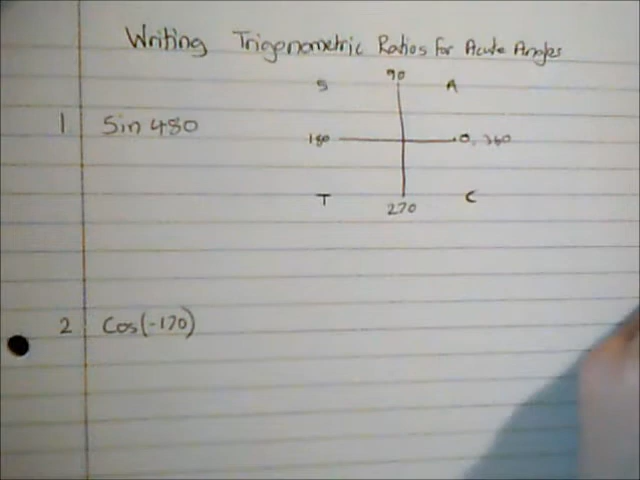 Writing Trigonometric Ratios for Acute Angles
90
S A
1 Sin 480
180 0, 360
T C
270
2 Cos(-170)